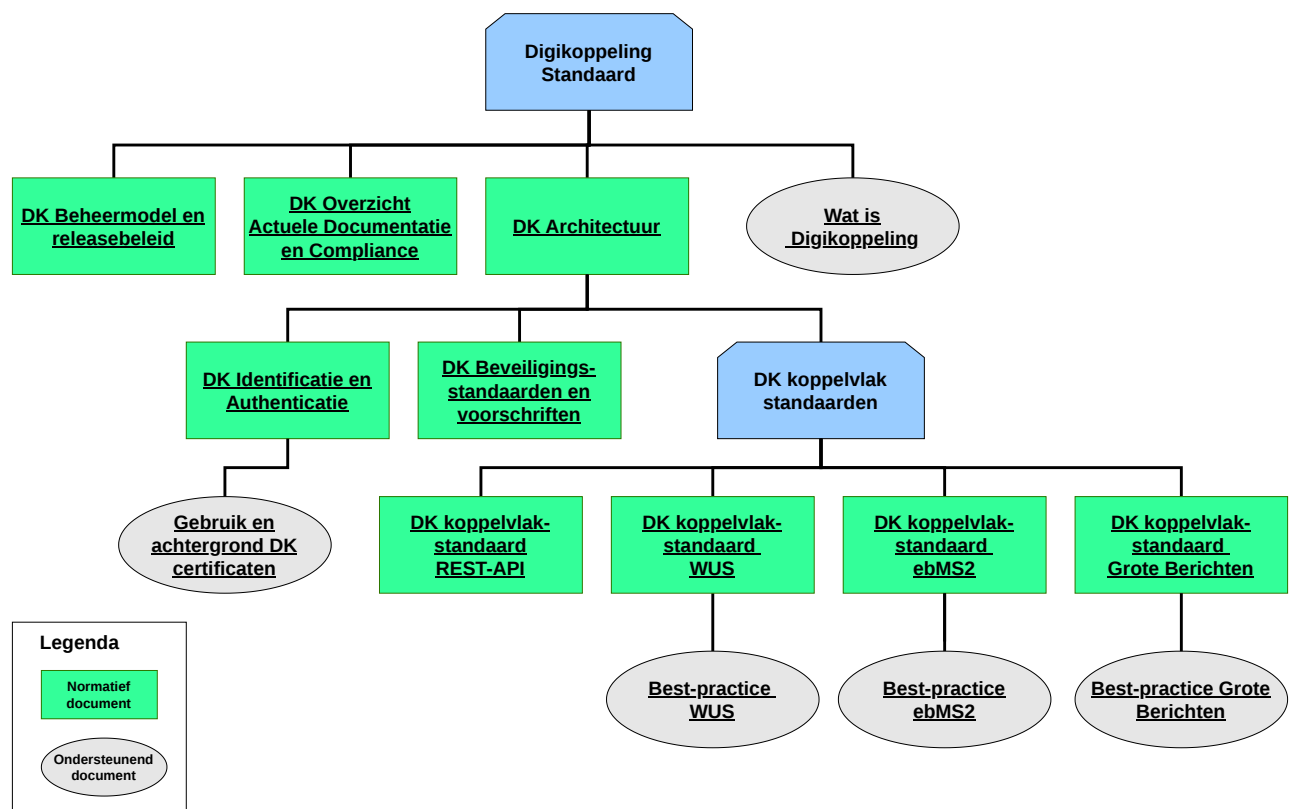 Digikoppeling
Standaard
DK Beheermodel en
releasebeleid
DK Overzicht
Actuele Documentatie
en Compliance
DK Architectuur
Wat is
Digikoppeling
DK Identificatie en
Authenticatie
DK Beveiligings-
standaarden en
voorschriften
DK koppelvlak
standaarden
Gebruik en
achtergrond DK
certificaten
DK koppelvlak-
standaard
REST-API
DK koppelvlak-
standaard
WUS
DK koppelvlak-
standaard
ebMS2
DK koppelvlak-
standaard
Grote Berichten
Best-practice
WUS
Best-practice
ebMS2
Best-practice Grote
Berichten
Legenda
Normatief
document
Ondersteunend
document